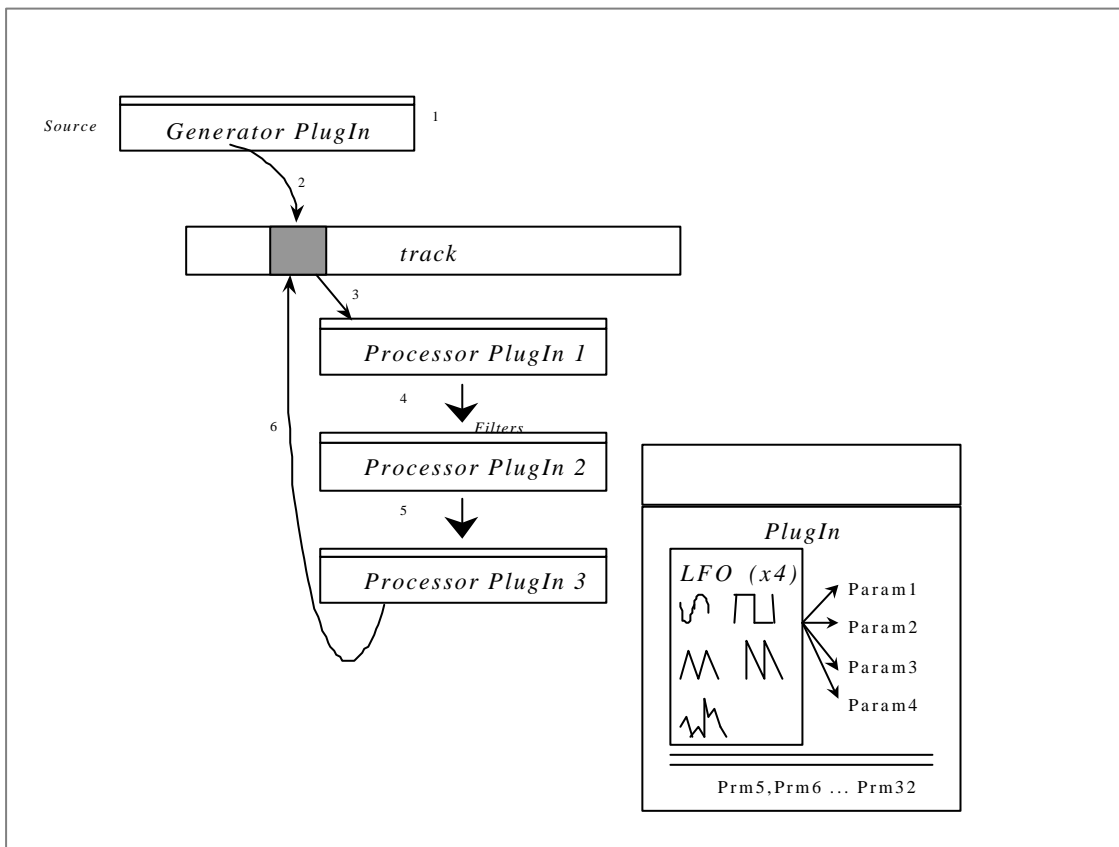 Source
Generator PlugIn
1
2
track
3
Processor PlugIn 1
4
Filters
6
Processor PlugIn 2
5
Processor PlugIn 3
PlugIn
LFO (x4)
Param1
Param2
Param3
Param4
Prm5,Prm6 ... Prm32